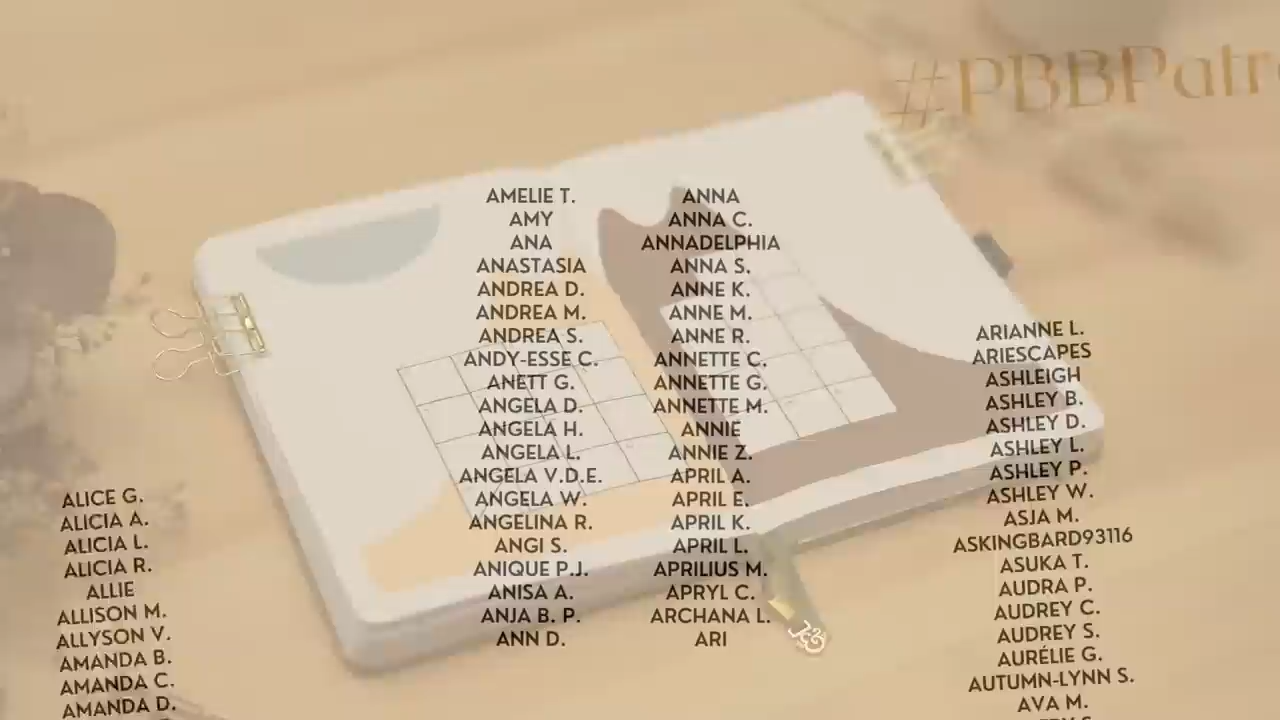 #PBBPatr
ALICE G.
ALICIA A.
ALICIA L.
ALICIA R.
ALLIE
ALLISON M.
ALLYSON V.
AMANDA B.
AMANDA C.
AMANDA D.
AMELIE T.
AMY
ANA
ANASTASIA
ANDREA D.
ANDREA M.
ANDREA S.
ANDY-ESSE C.
ANETT G.
ANGELA D.
ANGELA H.
ANGELA L.
ANGELA V.D.E.
ANGELA W.
ANGELINA R.
ANGI S.
ANIQUE P.J.
ANISA A.
ANJA B. P.
ANN D.
ANNA
ANNA C.
ANNADELPHIA
ANNA S.
ANNE K.
ANNE M.
ANNE R.
ANNETTE C.
ANNETTE G.
ANNETTE M.
ANNIE
ANNIE Z.
APRIL A.
APRIL E.
APRIL K.
APRIL L.
APRILIUS M.
APRYL C.
ARCHANA L.
ARI
ARIANNE L.
ARIESCAPES
ASHLEIGH
ASHLEY B.
ASHLEY D.
ASHLEY L.
ASHLEY P.
ASHLEY W.
ASJA M.
ASKINGBARD93116
ASUKA T.
AUDRA P.
AUDREY C.
AUDREY S.
AURÉLIE G.
AUTUMN-LYNN S.
AVA M.